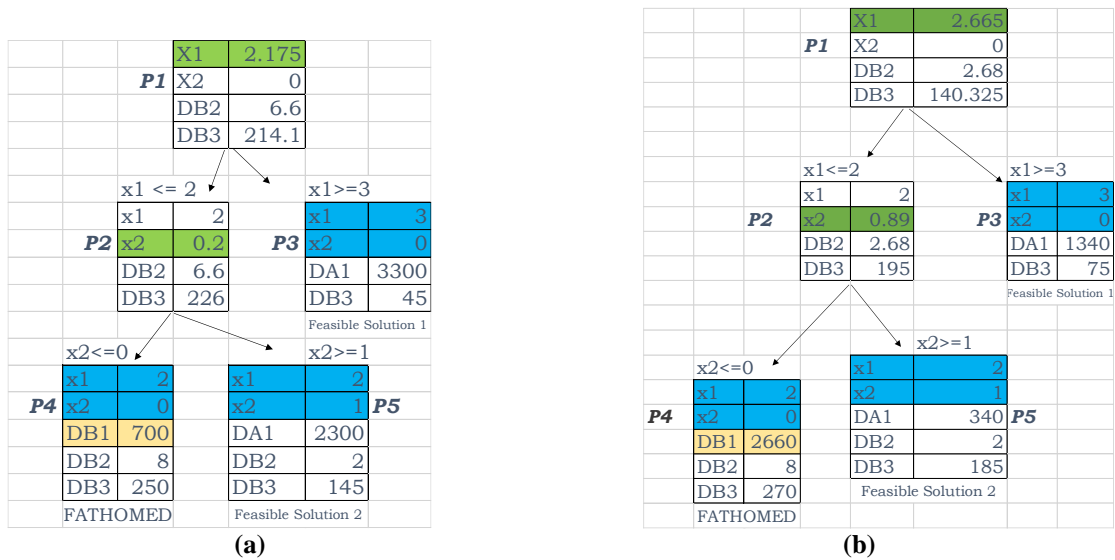 X1 2.175
P1 X2 0
DB2 6.6
DB3 214.1
x1 <= 2 x1>=3
x1 2 x1 3
P2 x2 0.2 P3 x2 0
DB2 6.6 DA1 3300
DB3 226 DB3 45
Feasible Solution 1
x2<=0 x2>=1
x1 2 x1 2
P4 x2 0 x2 1 P5
DB1 700 DA1 2300
DB2 8 DB2 2
DB3 250 DB3 145
FATHOMED Feasible Solution 2
(a)
X1 2.665
P1 X2 0
DB2 2.68
DB3 140.325
x1<=2 x1>=3
x1 2 x1 3
P2 x2 0.89 P3 x2 0
DB2 2.68 DA1 1340
DB3 195 DB3 75
Feasible Solution 1
x2>=1
x2<=0 x1 2
x1 2 x2 1
P4 x2 0 DA1 340 P5
DB1 2660 DB2 2
DB2 8 DB3 185
DB3 270 Feasible Solution 2
FATHOMED
(b)